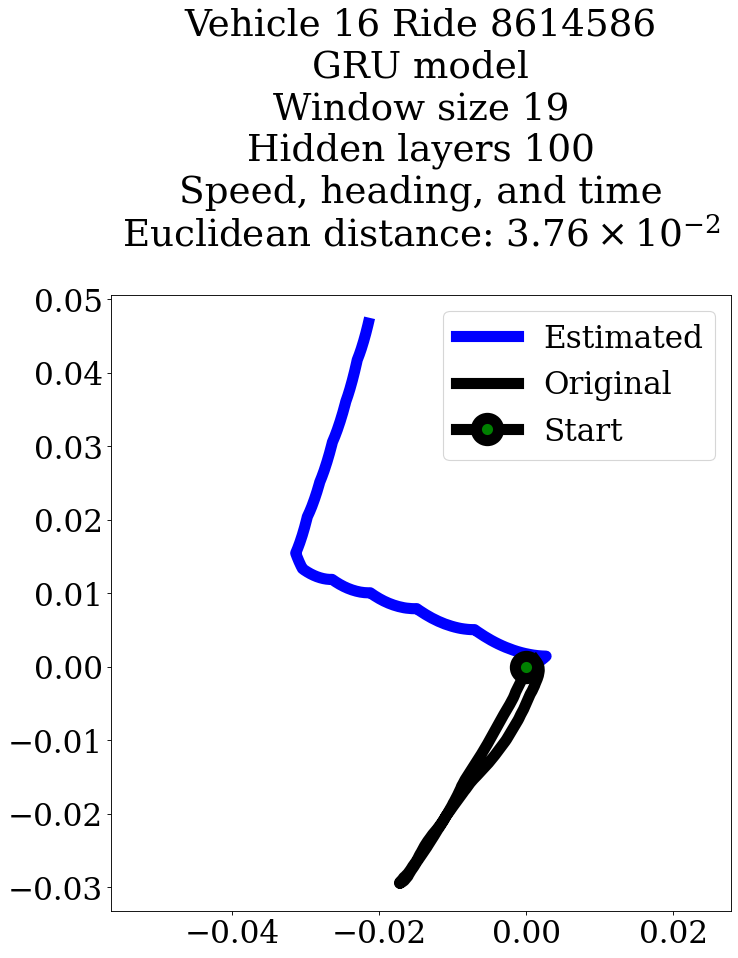 Vehicle 16 Ride 8614586
GRU model
Window size 19
Hidden layers 100
Speed, heading, and time
Euclidean distance: 3.76 × 10⁻²
0.05
0.04
0.03
0.02
0.01
0.00
−0.01
−0.02
−0.03
Estimated
Original
Start
−0.04
−0.02
0.00
0.02